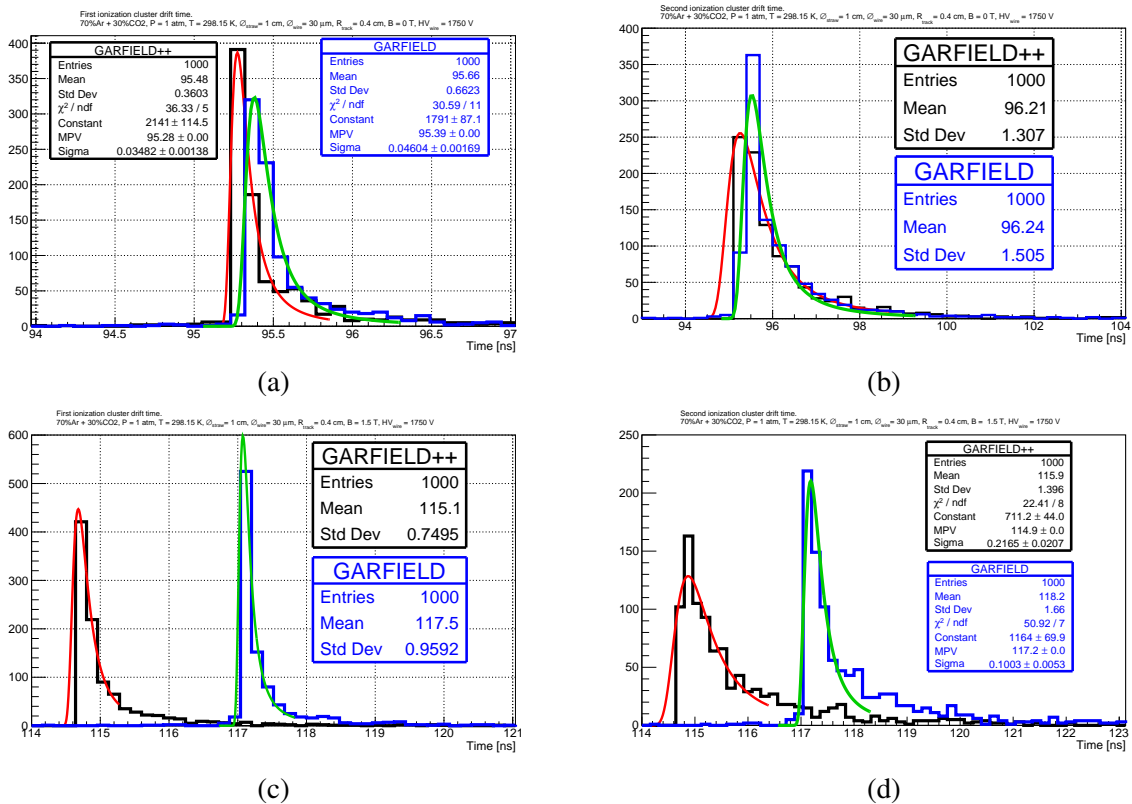 First ionization cluster drift time.
70%Ar + 30%CO2, P = 1 atm, T = 298.15 K, ∅straw = 1 cm, ∅wire = 30 μm, Rtrack = 0.4 cm, B = 0 T, HVwire = 1750 V
GARFIELD++
Entries 1000
Mean 95.48
Std Dev 0.3603
χ² / ndf 36.33 / 5
Constant 2141 ± 114.5
MPV 95.28 ± 0.00
Sigma 0.03482 ± 0.00138
GARFIELD
Entries 1000
Mean 95.66
Std Dev 0.6623
χ² / ndf 30.59 / 11
Constant 1791 ± 87.1
MPV 95.39 ± 0.00
Sigma 0.04604 ± 0.00169
400
350
300
250
200
150
100
50
0
94 94.5 95 95.5 96 96.5 97
Time [ns]
(a)
Second ionization cluster drift time.
70%Ar + 30%CO2, P = 1 atm, T = 298.15 K, ∅straw = 1 cm, ∅wire = 30 μm, Rtrack = 0.4 cm, B = 0 T, HVwire = 1750 V
GARFIELD++
Entries 1000
Mean 96.21
Std Dev 1.307
GARFIELD
Entries 1000
Mean 96.24
Std Dev 1.505
400
350
300
250
200
150
100
50
0
94 96 98 100 102 104
Time [ns]
(b)
First ionization cluster drift time.
70%Ar + 30%CO2, P = 1 atm, T = 298.15 K, ∅straw = 1 cm, ∅wire = 30 μm, Rtrack = 0.4 cm, B = 1.5 T, HVwire = 1750 V
GARFIELD++
Entries 1000
Mean 115.1
Std Dev 0.7495
GARFIELD
Entries 1000
Mean 117.5
Std Dev 0.9592
600
500
400
300
200
100
0
114 115 116 117 118 119 120 121
Time [ns]
(c)
Second ionization cluster drift time.
70%Ar + 30%CO2, P = 1 atm, T = 298.15 K, ∅straw = 1 cm, ∅wire = 30 μm, Rtrack = 0.4 cm, B = 1.5 T, HVwire = 1750 V
GARFIELD++
Entries 1000
Mean 115.9
Std Dev 1.396
χ² / ndf 22.41 / 8
Constant 711.2 ± 44.0
MPV 114.9 ± 0.0
Sigma 0.2165 ± 0.0207
GARFIELD
Entries 1000
Mean 118.2
Std Dev 1.66
χ² / ndf 50.92 / 7
Constant 1164 ± 69.9
MPV 117.2 ± 0.0
Sigma 0.1003 ± 0.0053
250
200
150
100
50
0
114 115 116 117 118 119 120 121 122 123
Time [ns]
(d)